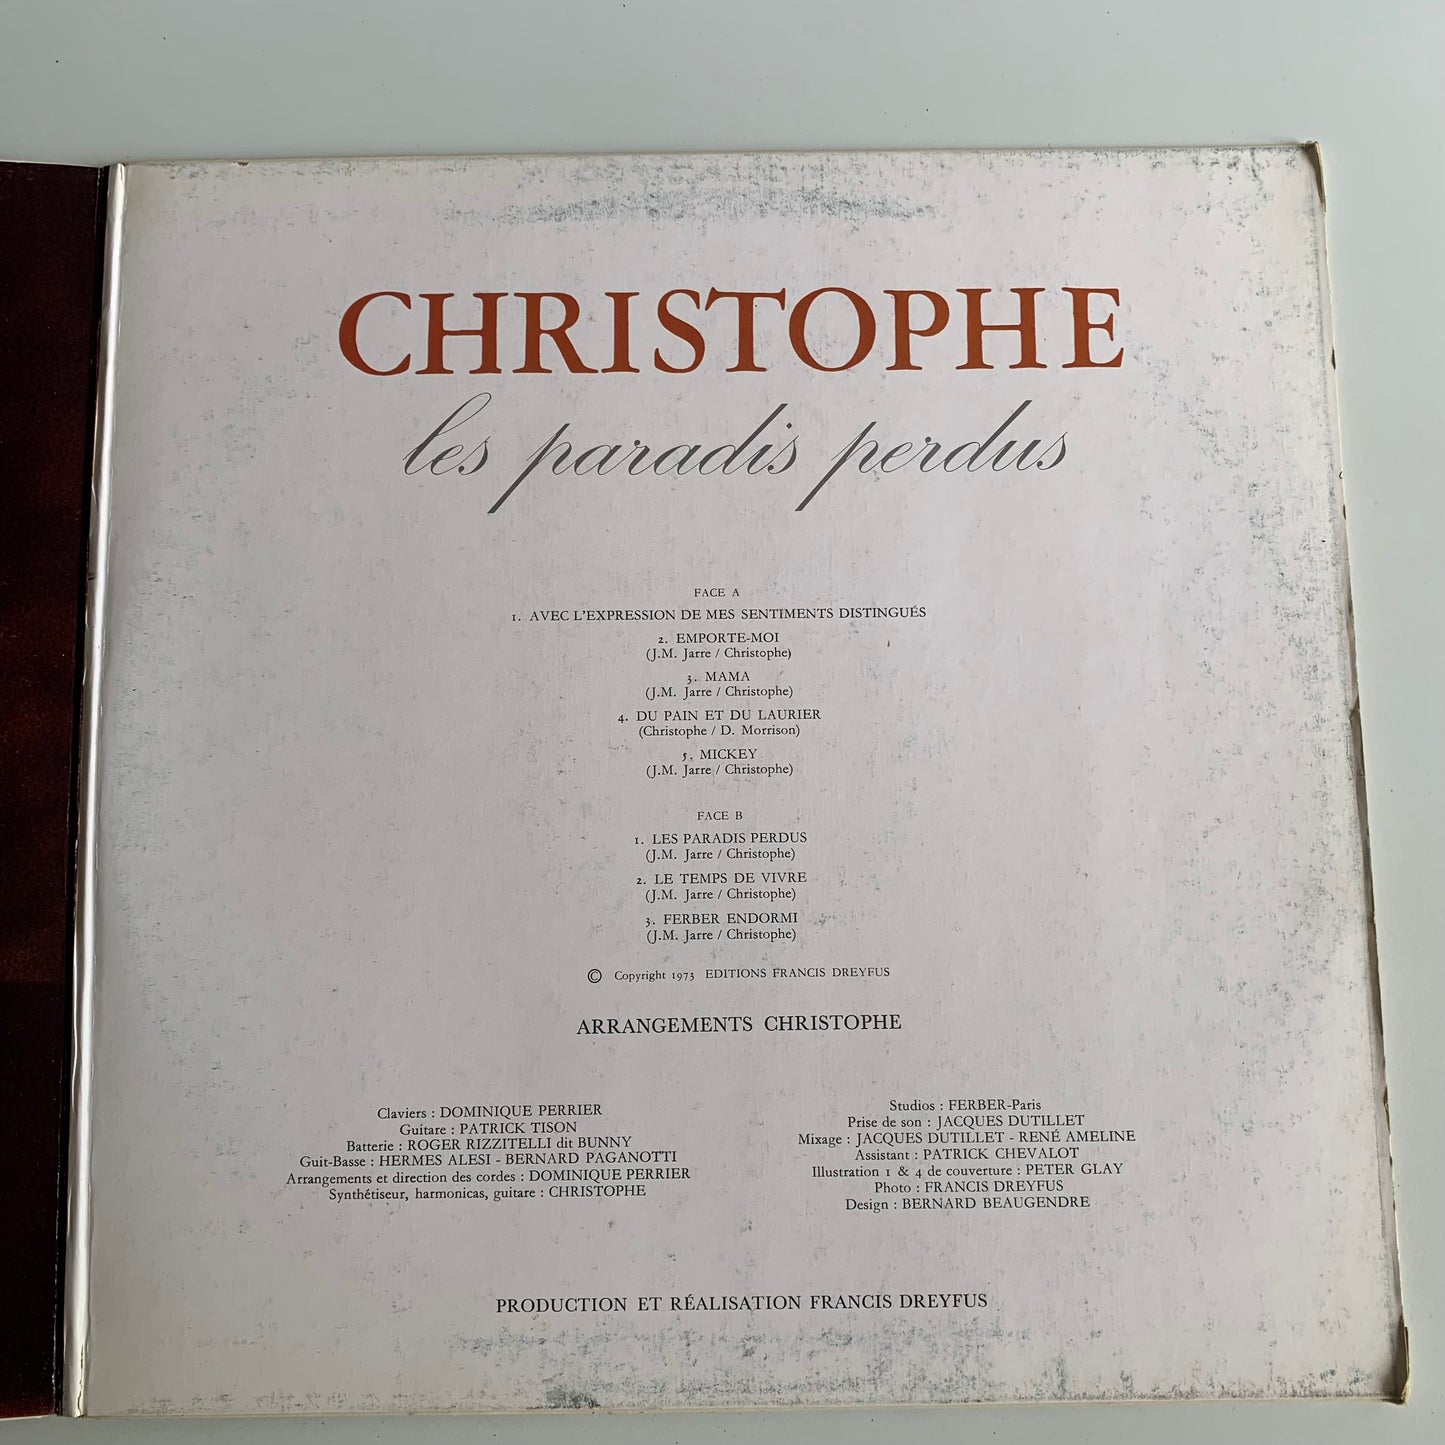 CHRISTOPHE
les paradis perdus
FACE A
1. AVEC L'EXPRESSION DE MES SENTIMENTS DISTINGUÉS
2. EMPORTE-MOI
(J.M. Jarre / Christophe)
3. MAMA
(J.M. Jarre / Christophe)
4. DU PAIN ET DU LAURIER
(Christophe / D. Morrison)
5. MICKEY
(J.M. Jarre / Christophe)
FACE B
1. LES PARADIS PERDUS
(J.M. Jarre / Christophe)
2. LE TEMPS DE VIVRE
(J.M. Jarre / Christophe)
3. FERBER ENDORMI
(J.M. Jarre / Christophe)
© Copyright 1973 EDITIONS FRANCIS DREYFUS
ARRANGEMENTS CHRISTOPHE
Claviers : DOMINIQUE PERRIER
Guitare : PATRICK TISON
Batterie : ROGER RIZZITELLI dit BUNNY
Guit-Basse : HERMES ALESI - BERNARD PAGANOTTI
Arrangements et direction des cordes : DOMINIQUE PERRIER
Synthétiseur, harmonicas, guitare : CHRISTOPHE
Studios : FERBER-Paris
Prise de son : JACQUES DUTILLET
Mixage : JACQUES DUTILLET - RENÉ AMELINE
Assistant : PATRICK CHEVALOT
Illustration 1 & 4 de couverture : PETER GLAY
Photo : FRANCIS DREYFUS
Design : BERNARD BEAUGENDRE
PRODUCTION ET RÉALISATION FRANCIS DREYFUS